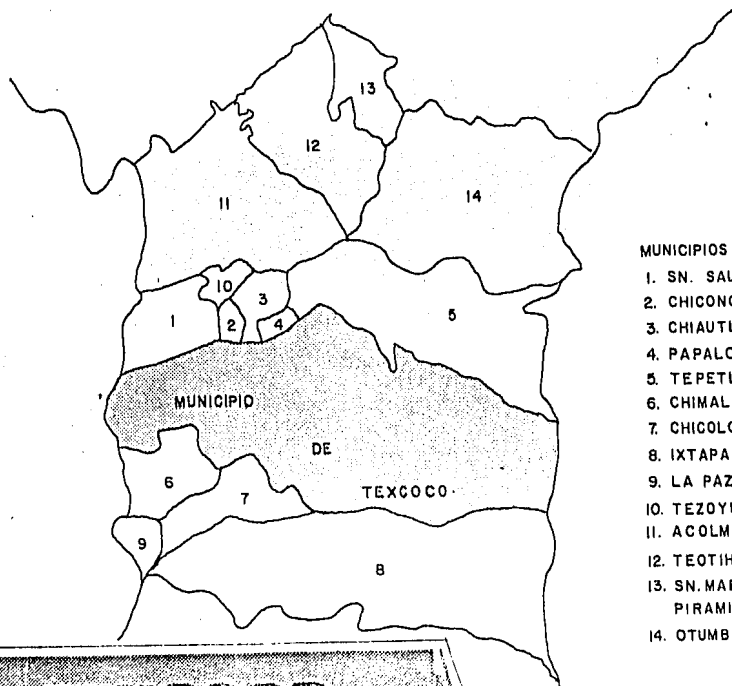 13
12
11
14
10
3
1
2
4
5
MUNICIPIO
DE
TEXCOCO.
6
7
9
8
MUNICIPIOS
1. SN. SAL
2. CHICONC
3. CHIAUTL
4. PAPALO
5. TEPETL
6. CHIMAL
7. CHICOLO
8. IXTAPA
9. LA PAZ
10. TEZOYU
11. ACOLM
12. TEOTIH
13. SN. MAR
PIRAMI
14. OTUMB